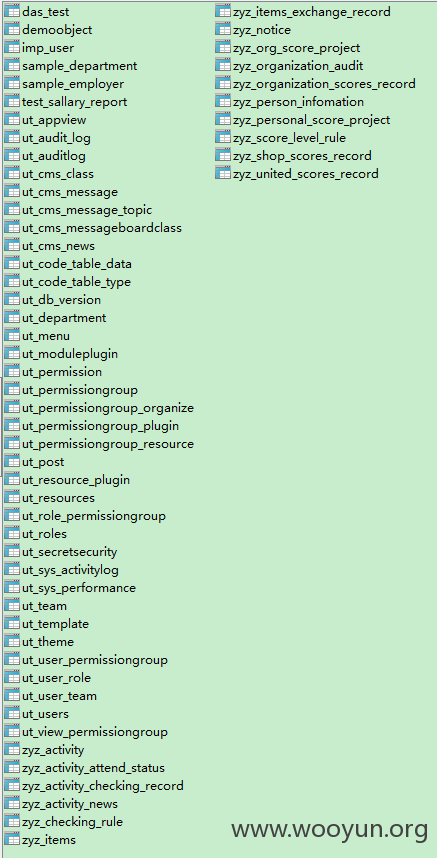 das_test
demoobject
imp_user
sample_department
sample_employer
test_sallary_report
ut_appview
ut_audit_log
ut_auditlog
ut_cms_class
ut_cms_message
ut_cms_message_topic
ut_cms_messageboardclass
ut_cms_news
ut_code_table_data
ut_code_table_type
ut_db_version
ut_department
ut_menu
ut_moduleplugin
ut_permission
ut_permissiongroup
ut_permissiongroup_organize
ut_permissiongroup_plugin
ut_permissiongroup_resource
ut_post
ut_resource_plugin
ut_resources
ut_role_permissiongroup
ut_roles
ut_secretsecurity
ut_sys_activitylog
ut_sys_performance
ut_team
ut_template
ut_theme
ut_user_permissiongroup
ut_user_role
ut_user_team
ut_users
ut_view_permissiongroup
zyz_activity
zyz_activity_attend_status
zyz_activity_checking_record
zyz_activity_news
zyz_checking_rule
zyz_items
zyz_items_exchange_record
zyz_notice
zyz_org_score_project
zyz_organization_audit
zyz_organization_scores_record
zyz_person_infomation
zyz_personal_score_project
zyz_score_level_rule
zyz_shop_scores_record
zyz_united_scores_record
www.wooyun.org